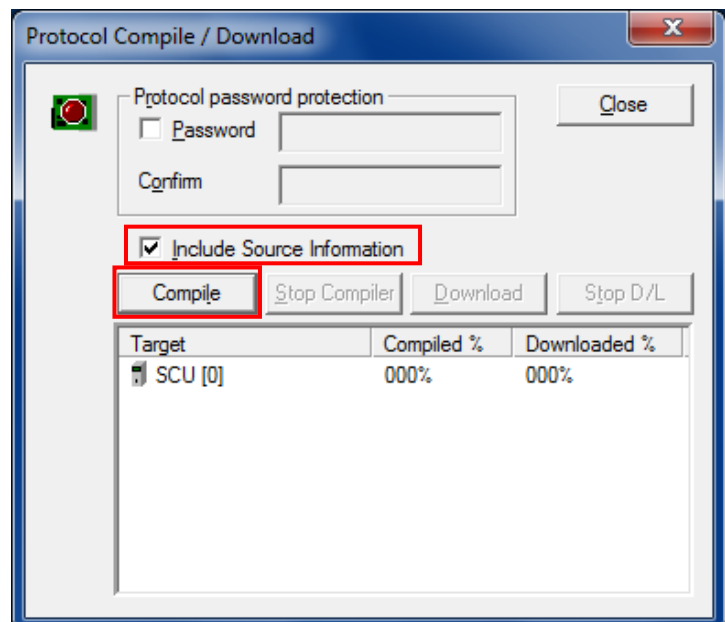 Protocol Compile / Download
x
Protocol password protection
Password
Close
Confirm
Include Source Information
Compile Stop Compiler Download Stop D/L
Target Compiled % Downloaded %
SCU [0] 000% 000%